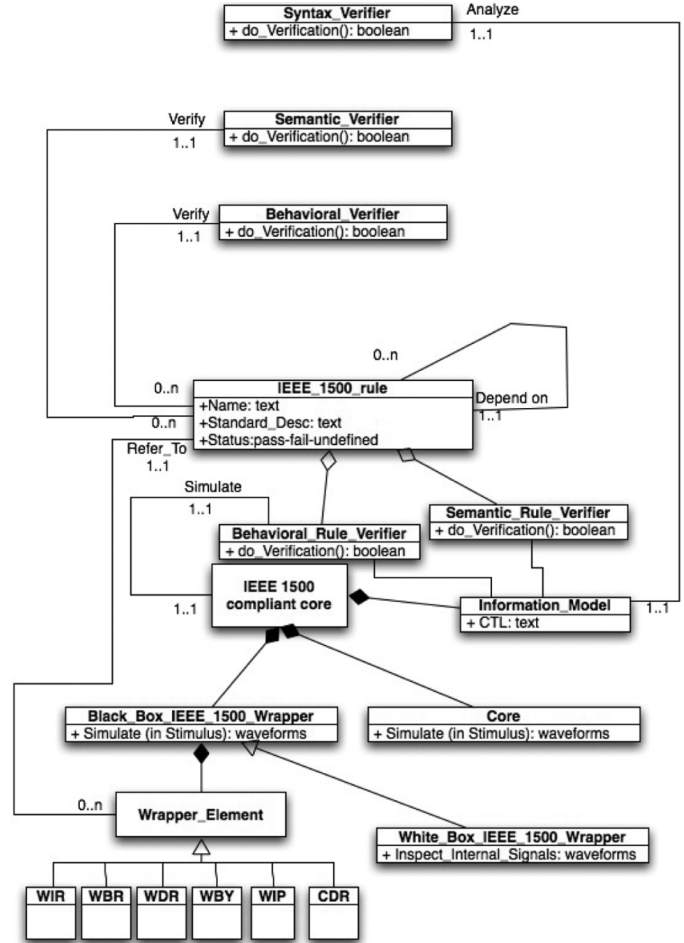 Syntax_Verifier
+ do_Verification(): boolean
Analyze
1..1
Semantic_Verifier
+ do_Verification(): boolean
Verify
1..1
Behavioral_Verifier
+ do_Verification(): boolean
Verify
1..1
0..n
IEEE_1500_rule
+Name: text
+Standard_Desc: text
+Status:pass-fail-undefined
0..n
0..n
Depend on
1..1
Refer_To
1..1
Simulate
1..1
Behavioral_Rule_Verifier
+ do_Verification(): boolean
Semantic_Rule_Verifier
+ do_Verification(): boolean
IEEE 1500
compliant core
1..1
Information_Model
+ CTL: text
1..1
Black_Box_IEEE_1500_Wrapper
+ Simulate (in Stimulus): waveforms
Core
+ Simulate (in Stimulus): waveforms
0..n
Wrapper_Element
White_Box_IEEE_1500_Wrapper
+ Inspect_Internal_Signals: waveforms
WIR
WBR
WDR
WBY
WIP
CDR